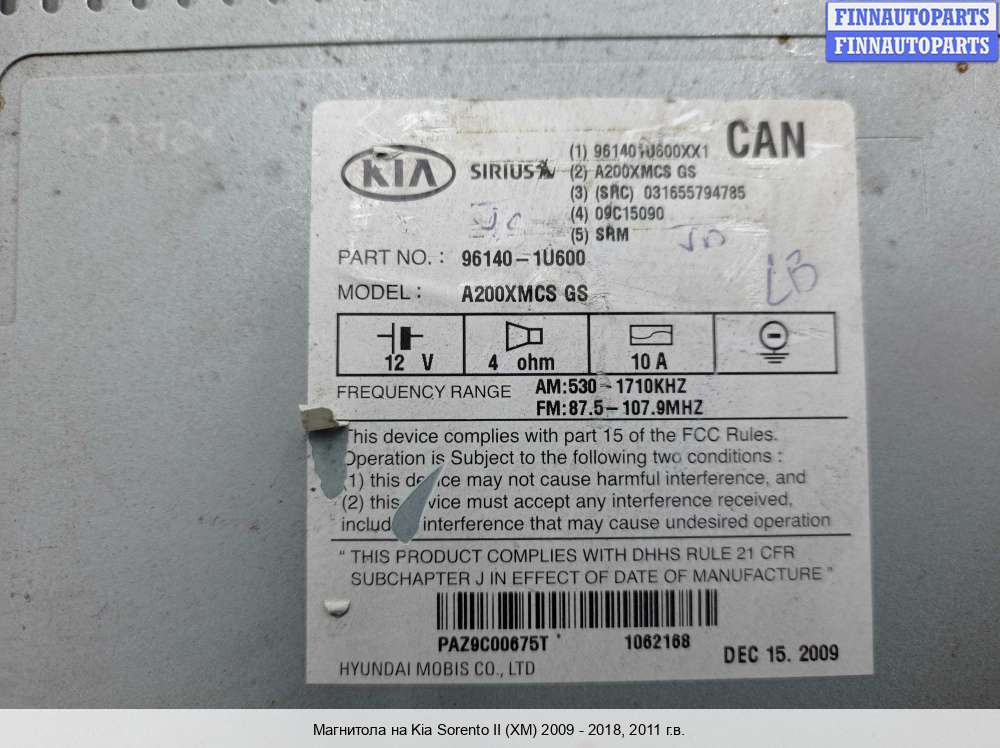 FINNAUTOPARTS
FINNAUTOPARTS
CAN
KIA
SIRIUS
(1) 961401U600XX1
(2) A200XMCS GS
(3) (SRC) 031655794785
(4) 09C15090
(5) SRM
PART NO. : 96140-1U600
LB
MODEL : A200XMCS GS
12 V
4 ohm
10 A
FREQUENCY RANGE AM:530-1710KHZ
FM:87.5-107.9MHZ
This device complies with part 15 of the FCC Rules.
Operation is Subject to the following two conditions :
(1) this device may not cause harmful interference, and
(2) this device must accept any interference received,
includ interference that may cause undesired operation
" THIS PRODUCT COMPLIES WITH DHHS RULE 21 CFR
SUBCHAPTER J IN EFFECT OF DATE OF MANUFACTURE "
PAZ9C00675T 1062168
DEC 15. 2009
HYUNDAI MOBIS CO., LTD
Магнитола на Kia Sorento II (XM) 2009 - 2018, 2011 г.в.